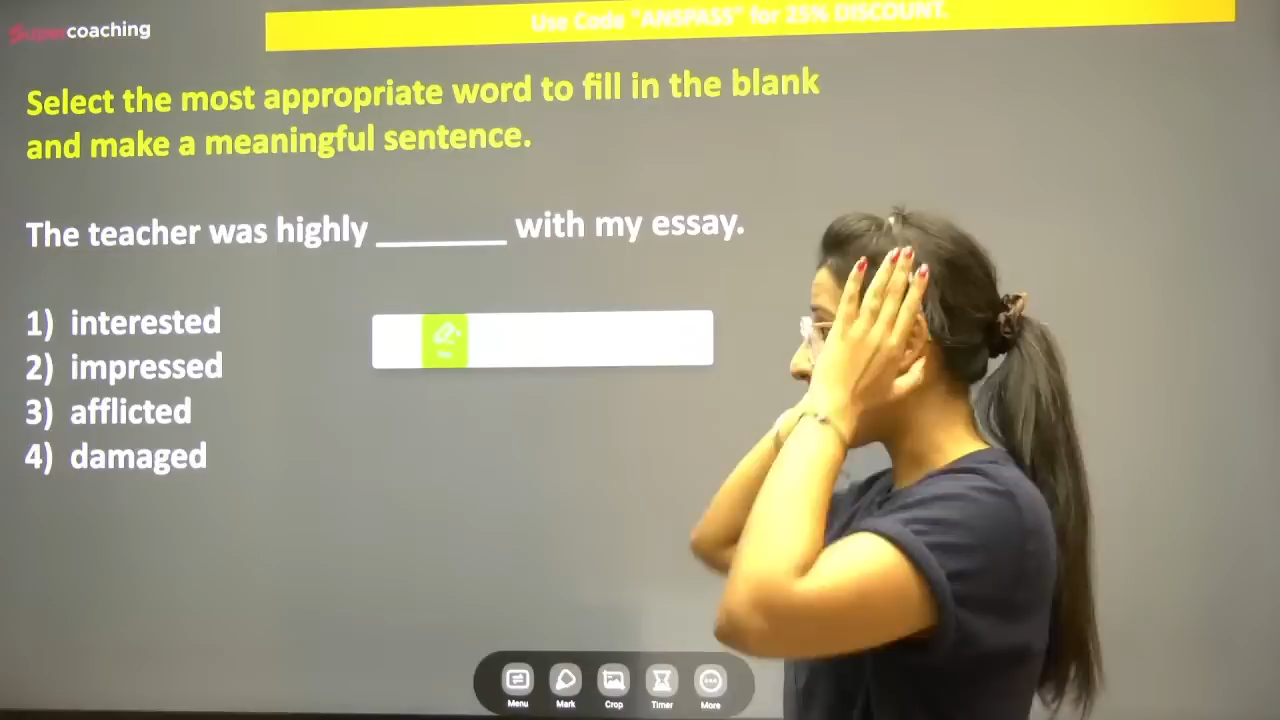 Supercoaching
Use Code "ANSPASS" for 25% DISCOUNT.
Select the most appropriate word to fill in the blank
and make a meaningful sentence.
The teacher was highly ________ with my essay.
1) interested
2) impressed
3) afflicted
4) damaged
Menu Mark Crop Timer More